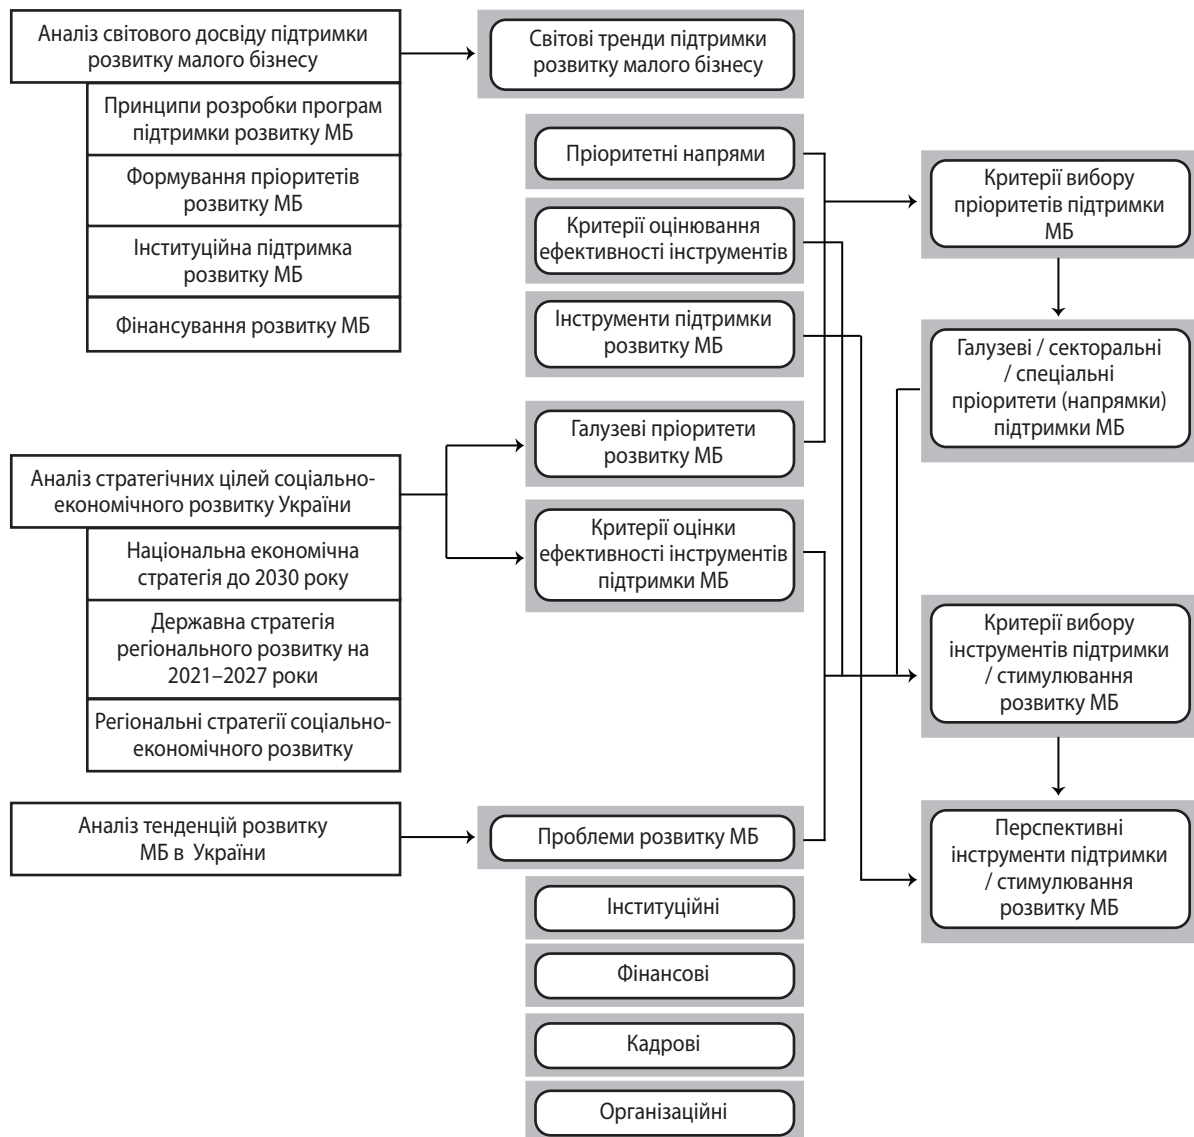 Аналіз світового досвіду підтримки
розвитку малого бізнесу
Принципи розробки програм
підтримки розвитку МБ
Формування пріоритетів
розвитку МБ
Інституційна підтримка
розвитку МБ
Фінансування розвитку МБ
Аналіз стратегічних цілей соціально-
економічного розвитку України
Національна економічна
стратегія до 2030 року
Державна стратегія
регіонального розвитку на
2021–2027 роки
Регіональні стратегії соціально-
економічного розвитку
Аналіз тенденцій розвитку
МБ в України
Світові тренди підтримки
розвитку малого бізнесу
Пріоритетні напрями
Критерії оцінювання
ефективності інструментів
Інструменти підтримки
розвитку МБ
Галузеві пріоритети
розвитку МБ
Критерії оцінки
ефективності інструментів
підтримки МБ
Проблеми розвитку МБ
Інституційні
Фінансові
Кадрові
Організаційні
Критерії вибору
пріоритетів підтримки
МБ
Галузеві / секторальні
/ спеціальні
пріоритети (напрямки)
підтримки МБ
Критерії вибору
інструментів підтримки
/ стимулювання
розвитку МБ
Перспективні
інструменти підтримки
/ стимулювання
розвитку МБ